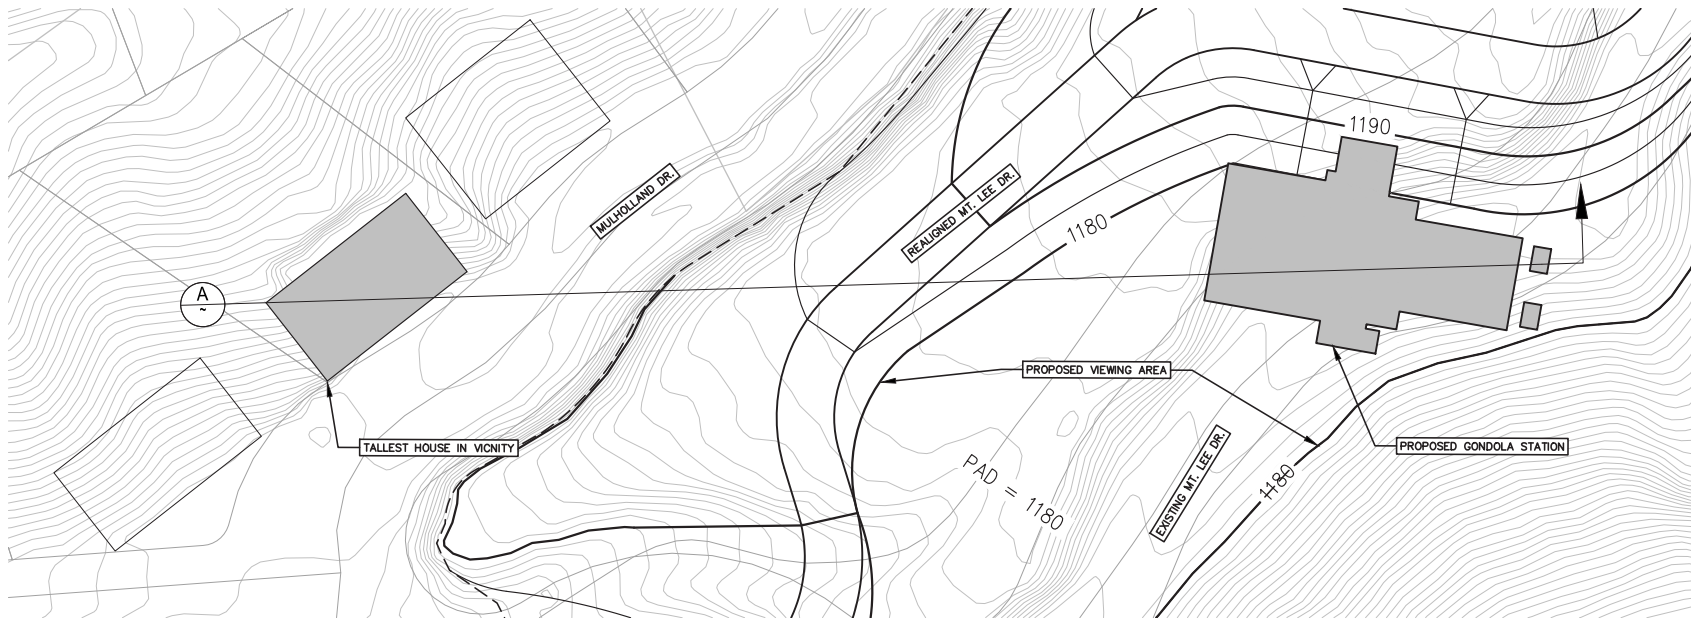 1190
MULHOLLAND DR.
REALIGNED MT. LEE DR.
1180
A
~
PROPOSED VIEWING AREA
TALLEST HOUSE IN VICNITY
PROPOSED GONDOLA STATION
EXISTING MT. LEE DR.
PAD = 1180
1180